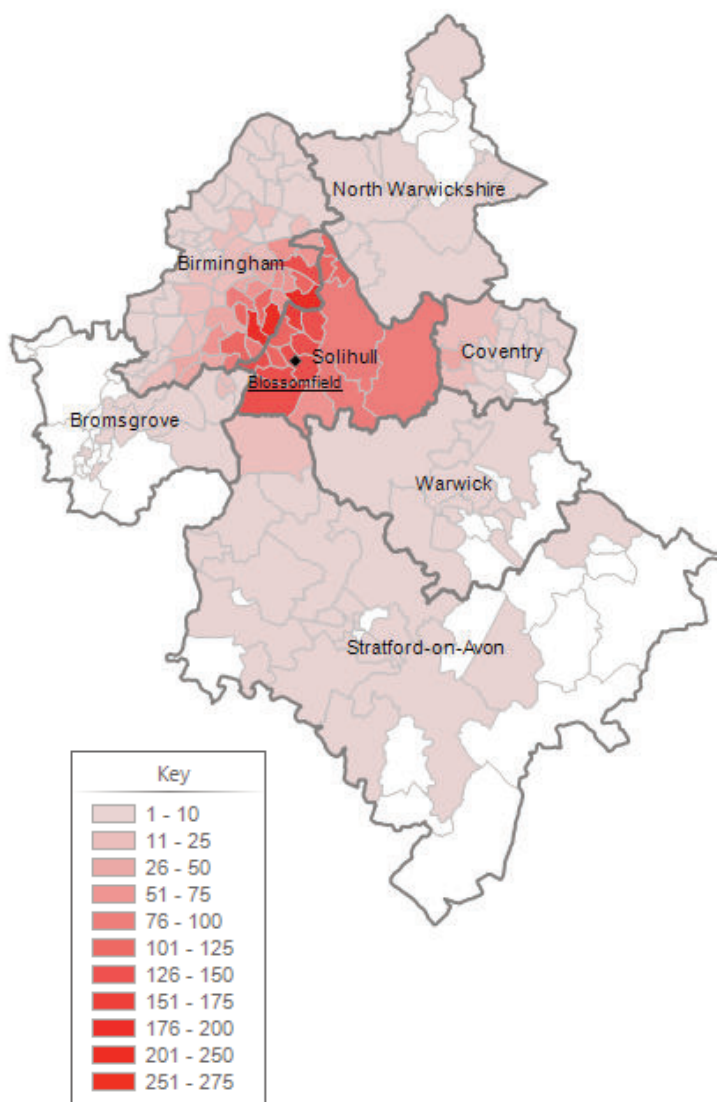 North Warwickshire
Birmingham
Solihull
Coventry
Blossomfield
Bromsgrove
Warwick
Stratford-on-Avon
Key
1 - 10
11 - 25
26 - 50
51 - 75
76 - 100
101 - 125
126 - 150
151 - 175
176 - 200
201 - 250
251 - 275